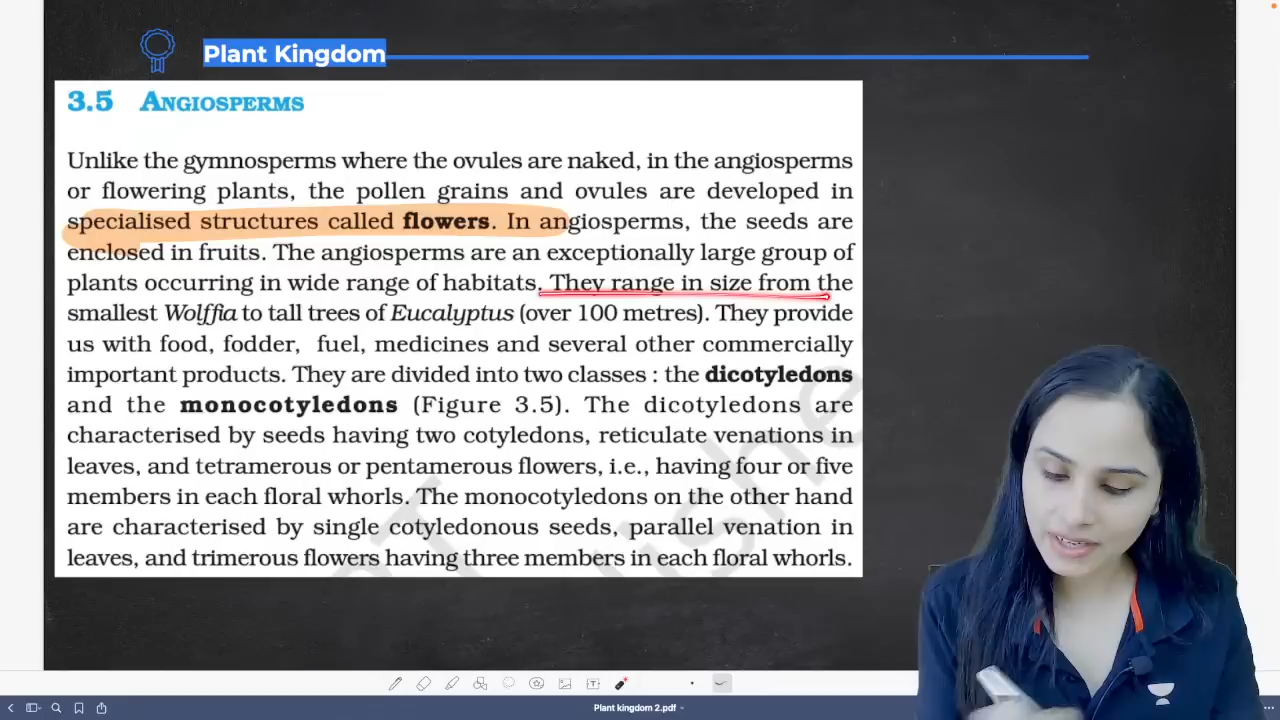 Plant Kingdom
3.5 ANGIOSPERMS
Unlike the gymnosperms where the ovules are naked, in the angiosperms
or flowering plants, the pollen grains and ovules are developed in
specialised structures called flowers. In angiosperms, the seeds are
enclosed in fruits. The angiosperms are an exceptionally large group of
plants occurring in wide range of habitats. They range in size from the
smallest Wolffia to tall trees of Eucalyptus (over 100 metres). They provide
us with food, fodder, fuel, medicines and several other commercially
important products. They are divided into two classes : the dicotyledons
and the monocotyledons (Figure 3.5). The dicotyledons are
characterised by seeds having two cotyledons, reticulate venations in
leaves, and tetramerous or pentamerous flowers, i.e., having four or five
members in each floral whorls. The monocotyledons on the other hand
are characterised by single cotyledonous seeds, parallel venation in
leaves, and trimerous flowers having three members in each floral whorls.
Plant kingdom 2.pdf